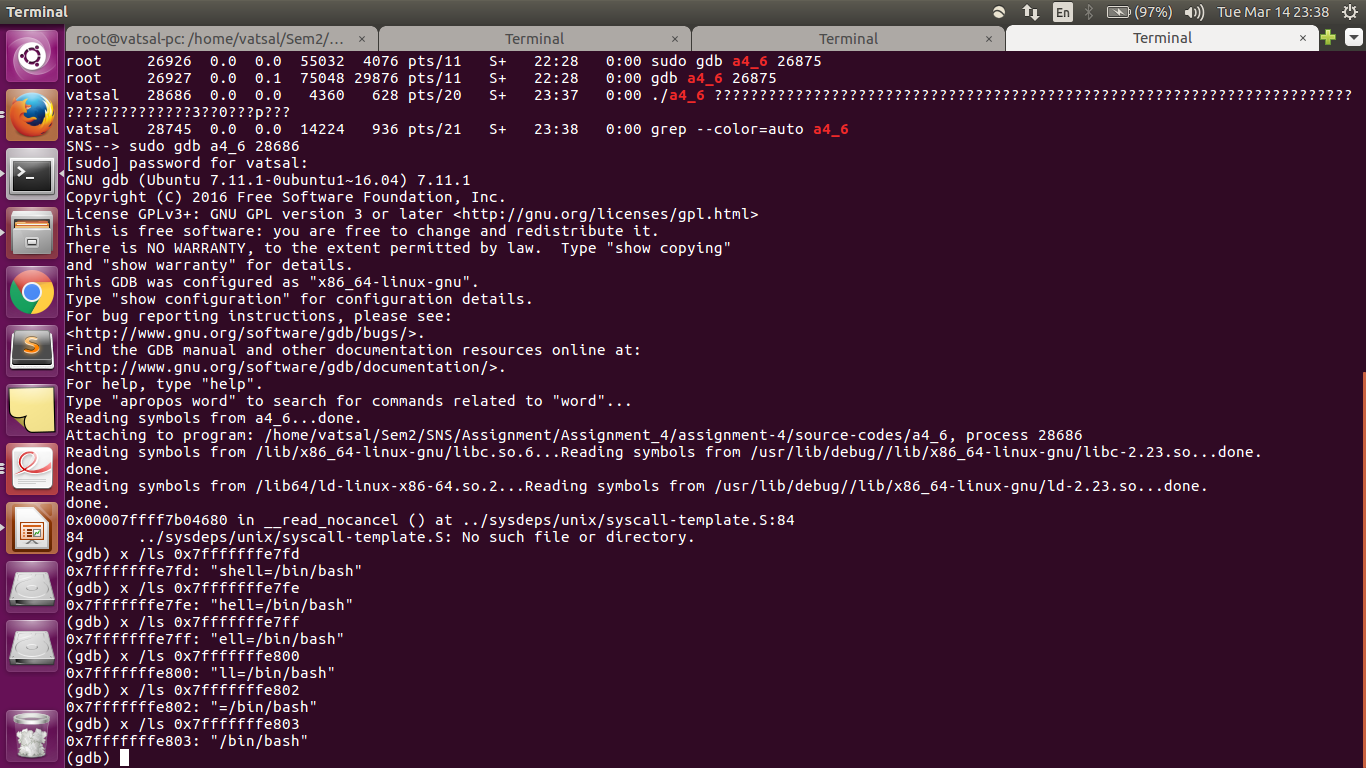 Terminal
En
(97%)
Tue Mar 14 23:38
root@vatsal-pc: /home/vatsal/Sem2/... ×
Terminal ×
Terminal ×
Terminal ×
root     26926  0.0  0.0  55032  4076 pts/11   S+   22:28   0:00 sudo gdb a4_6 26875
root     26927  0.0  0.1  75048 29876 pts/11   S+   22:28   0:00 gdb a4_6 26875
vatsal   28686  0.0  0.0   4360   628 pts/20   S+   23:37   0:00 ./a4_6 ???????????????????????????????????????????????????????????????????????
??????????????3??0???p???
vatsal   28745  0.0  0.0  14224   936 pts/21   S+   23:38   0:00 grep --color=auto a4_6
SNS--> sudo gdb a4_6 28686
[sudo] password for vatsal:
GNU gdb (Ubuntu 7.11.1-0ubuntu1~16.04) 7.11.1
Copyright (C) 2016 Free Software Foundation, Inc.
License GPLv3+: GNU GPL version 3 or later <http://gnu.org/licenses/gpl.html>
This is free software: you are free to change and redistribute it.
There is NO WARRANTY, to the extent permitted by law.  Type "show copying"
and "show warranty" for details.
This GDB was configured as "x86_64-linux-gnu".
Type "show configuration" for configuration details.
For bug reporting instructions, please see:
<http://www.gnu.org/software/gdb/bugs/>.
Find the GDB manual and other documentation resources online at:
<http://www.gnu.org/software/gdb/documentation/>.
For help, type "help".
Type "apropos word" to search for commands related to "word"...
Reading symbols from a4_6...done.
Attaching to program: /home/vatsal/Sem2/SNS/Assignment/Assignment_4/assignment-4/source-codes/a4_6, process 28686
Reading symbols from /lib/x86_64-linux-gnu/libc.so.6...Reading symbols from /usr/lib/debug//lib/x86_64-linux-gnu/libc-2.23.so...done.
done.
Reading symbols from /lib64/ld-linux-x86-64.so.2...Reading symbols from /usr/lib/debug//lib/x86_64-linux-gnu/ld-2.23.so...done.
done.
0x00007ffff7b04680 in __read_nocancel () at ../sysdeps/unix/syscall-template.S:84
84      ../sysdeps/unix/syscall-template.S: No such file or directory.
(gdb) x /ls 0x7fffffffe7fd
0x7fffffffe7fd: "shell=/bin/bash"
(gdb) x /ls 0x7fffffffe7fe
0x7fffffffe7fe: "hell=/bin/bash"
(gdb) x /ls 0x7fffffffe7ff
0x7fffffffe7ff: "ell=/bin/bash"
(gdb) x /ls 0x7fffffffe800
0x7fffffffe800: "ll=/bin/bash"
(gdb) x /ls 0x7fffffffe802
0x7fffffffe802: "=/bin/bash"
(gdb) x /ls 0x7fffffffe803
0x7fffffffe803: "/bin/bash"
(gdb)